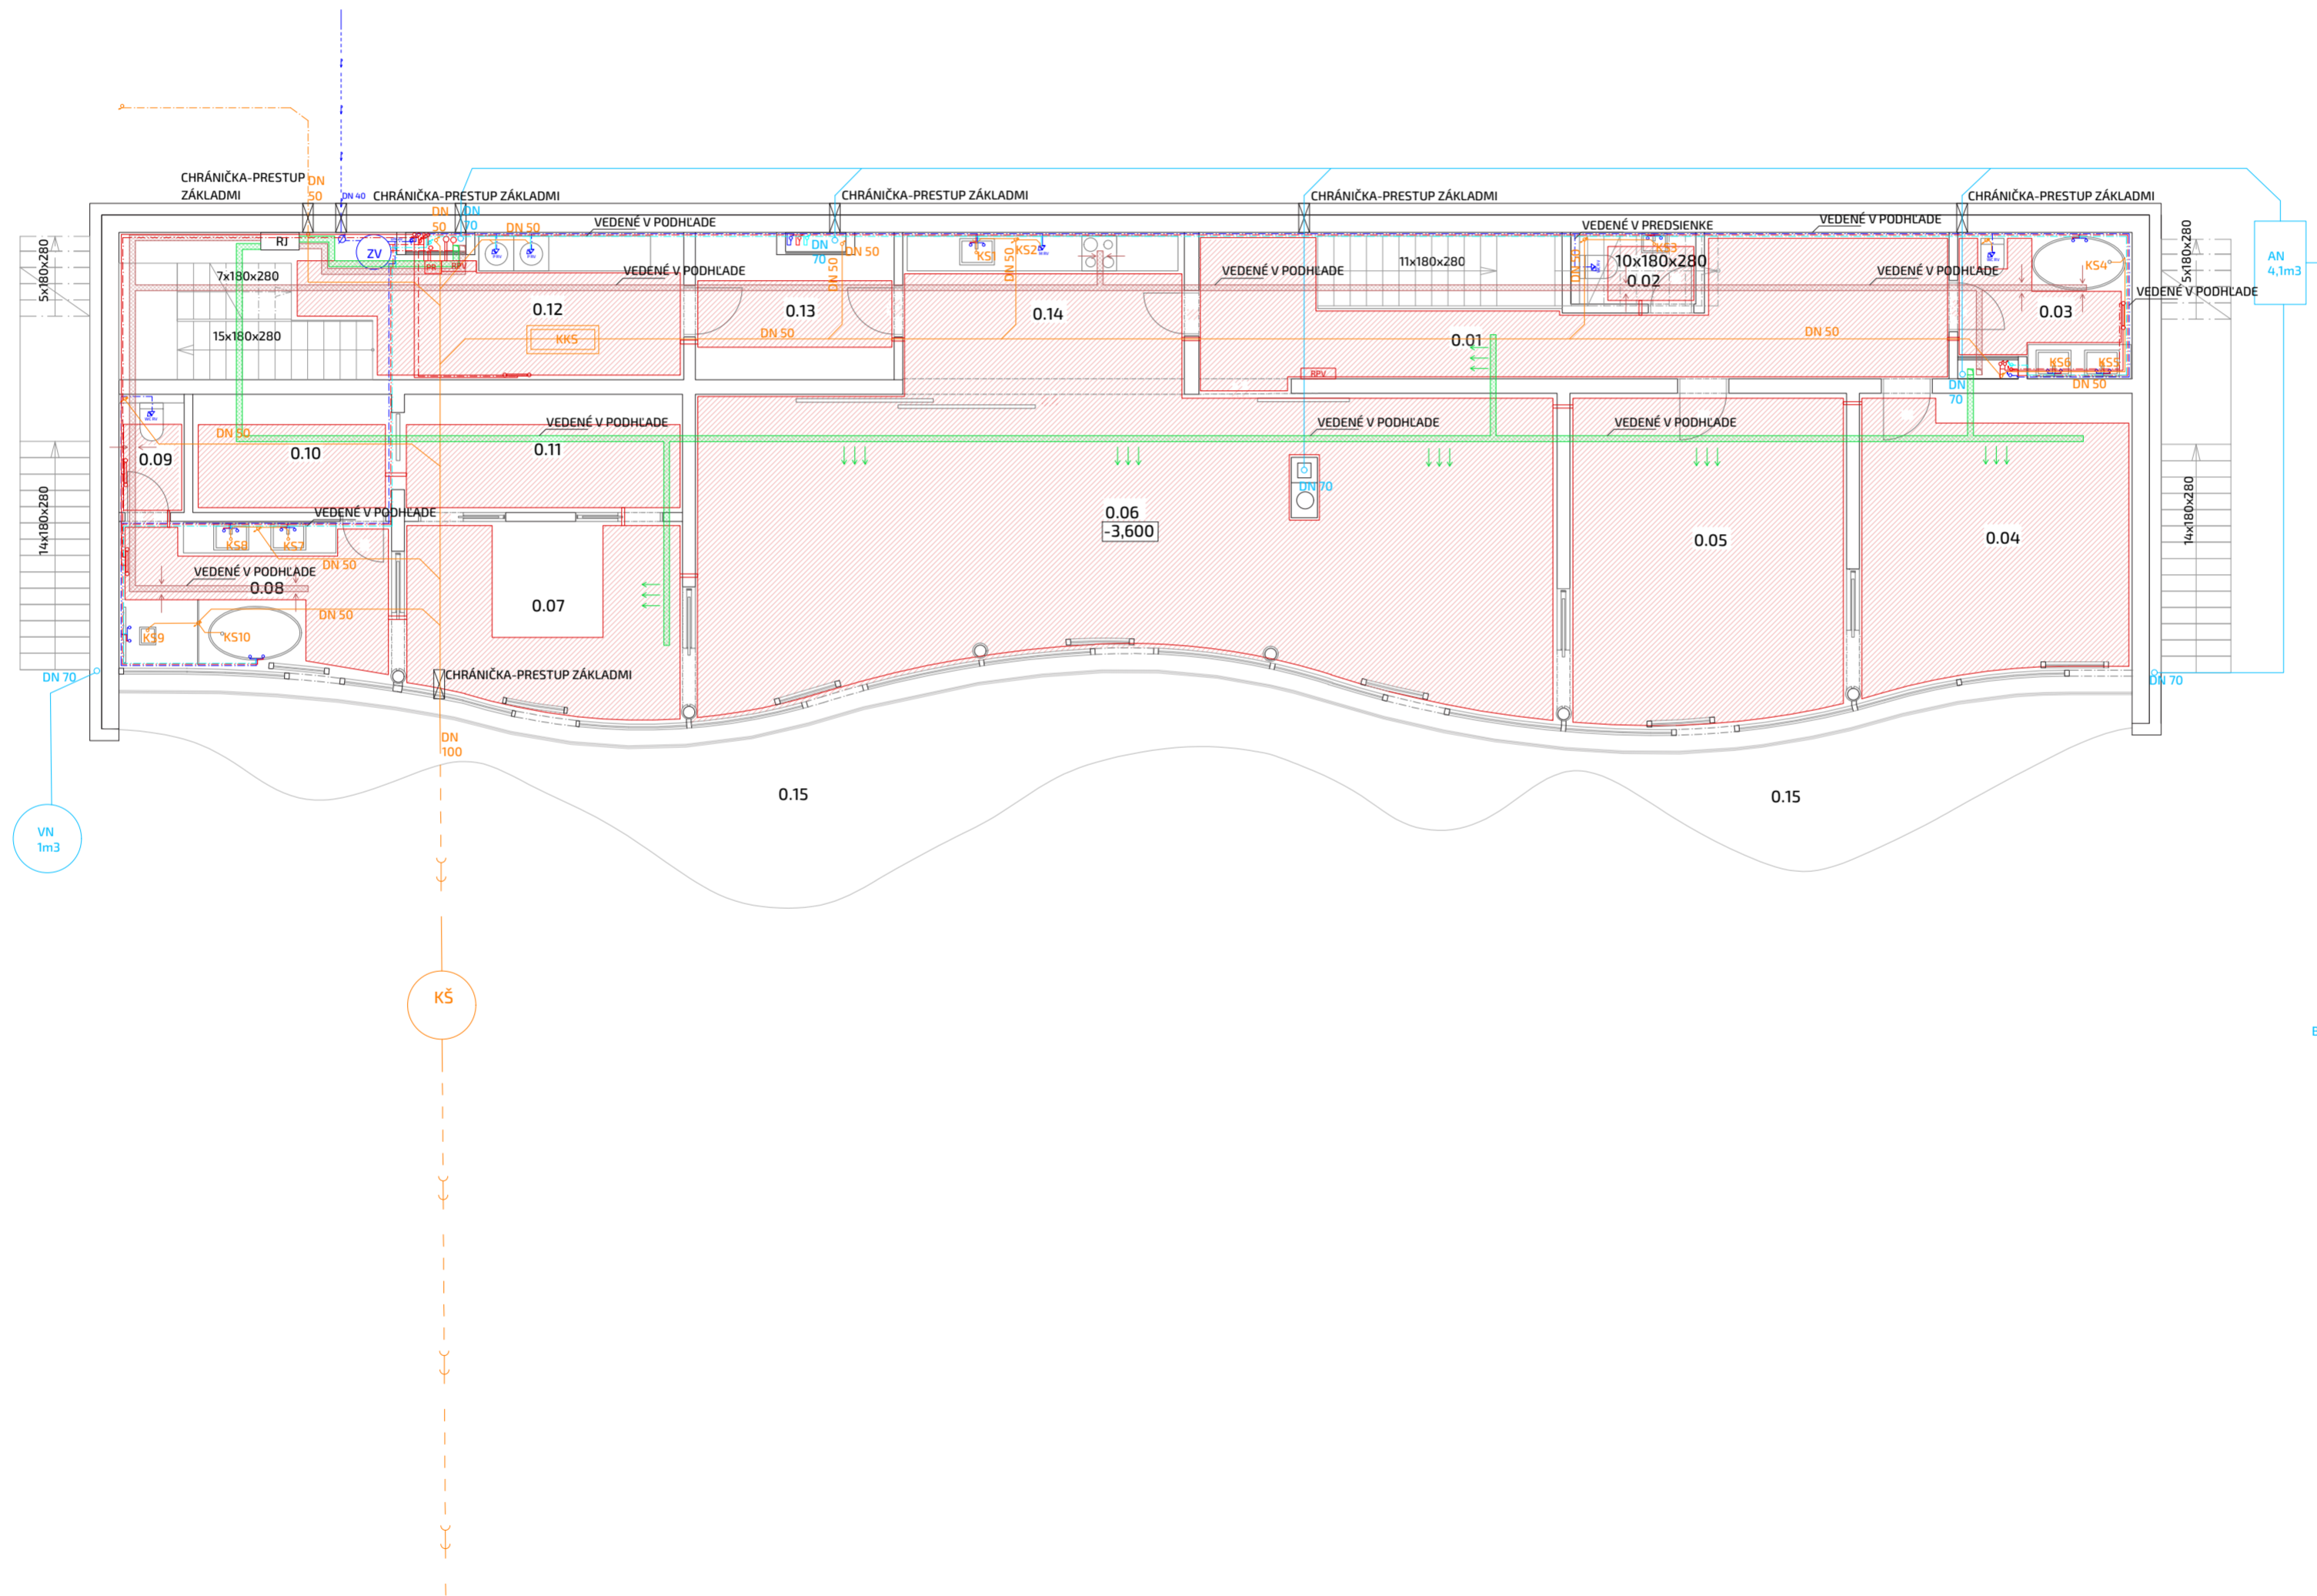 CHRÁNIČKA-PRESTUP
ZÁKLADMI
DN
50
DN 40
CHRÁNIČKA-PRESTUP ZÁKLADMI
CHRÁNIČKA-PRESTUP ZÁKLADMI
CHRÁNIČKA-PRESTUP ZÁKLADMI
CHRÁNIČKA-PRESTUP ZÁKLADMI
DN
50
DN
70
DN 50
VEDENÉ V PODHĽADE
VEDENÉ V PREDSIENKE
VEDENÉ V PODHĽADE
5x180x280
RJ
ZV
PR
RPV
DN
70
DN 50
DN 50
KS1
DN 50
KS2
DN 50
KS3
KS4
5x180x280
AN
4,1m3
7x180x280
VEDENÉ V PODHĽADE
VEDENÉ V PODHĽADE
11x180x280
10x180x280
0.02
VEDENÉ V PODHĽADE
VEDENÉ V PODHĽADE
0.12
0.13
0.14
0.03
15x180x280
KKS
DN 50
0.01
DN 50
KS6
KS5
RPV
DN
70
DN 50
DN 50
VEDENÉ V PODHĽADE
VEDENÉ V PODHĽADE
VEDENÉ V PODHĽADE
0.09
0.10
0.11
DN 70
14x180x280
VEDENÉ V PODHĽADE
0.06
-3,600
0.05
0.04
14x180x280
KS8
KS7
DN 50
VEDENÉ V PODHĽADE
0.08
0.07
DN 50
KS9
KS10
DN 70
CHRÁNIČKA-PRESTUP ZÁKLADMI
DN 70
DN
100
0.15
0.15
VN
1m3
KŠ